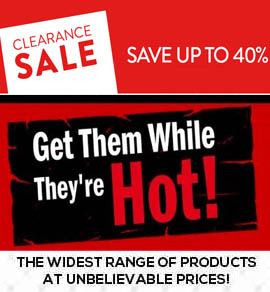 CLEARANCE
SALE
SAVE UP TO 40%
Get Them While
They're Hot!
THE WIDEST RANGE OF PRODUCTS
AT UNBELIEVABLE PRICES!